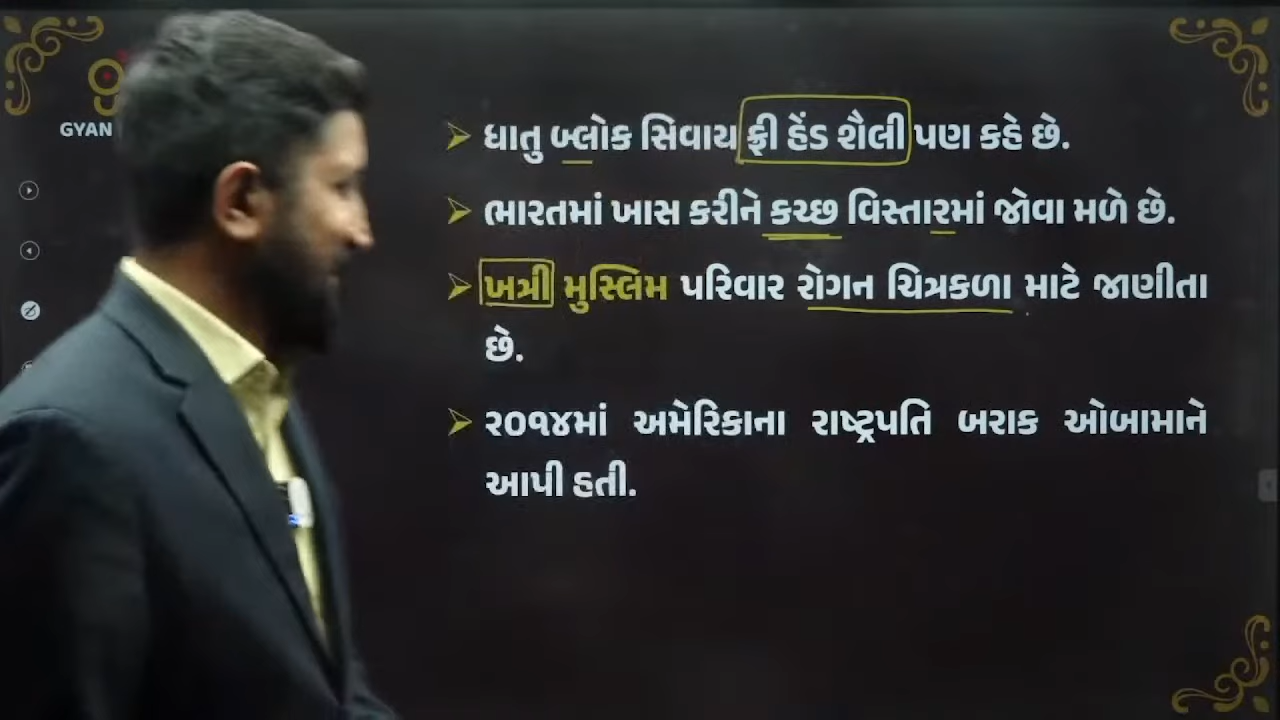 GYAN
ધાતુ બ્લોક સિવાય ફ્રી હેંડ શૈલી પણ કહે છે.
ભારતમાં ખાસ કરીને કચ્છ વિસ્તારમાં જોવા મળે છે.
ખત્રી મુસ્લિમ પરિવાર રોગન ચિત્રકળા માટે જાણીતા
છે.
૨૦૧૪માં અમેરિકાના રાષ્ટ્રપતિ બરાક ઓબામાને
આપી હતી.